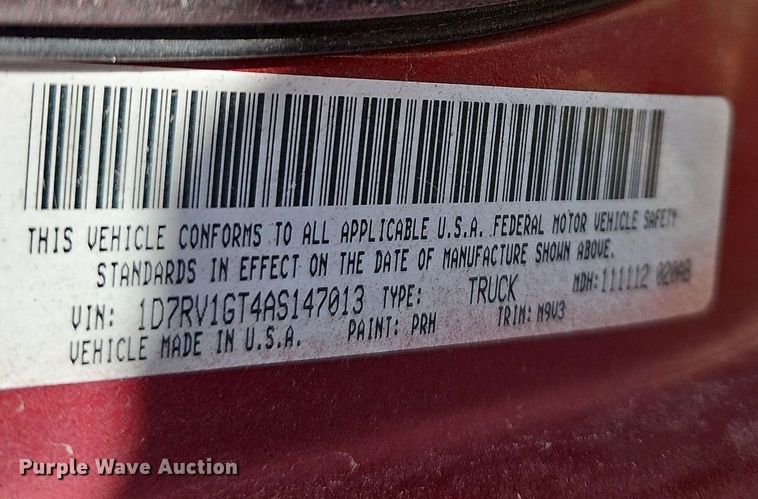 THIS VEHICLE CONFORMS TO ALL APPLICABLE U.S.A. FEDERAL MOTOR VEHICLE SAFETY
STANDARDS IN EFFECT ON THE DATE OF MANUFACTURE SHOWN ABOVE.
VIN: 1D7RV1GT4AS147013 TYPE: TRUCK MDH:111112 020AB
VEHICLE MADE IN U.S.A. PAINT: PRH TRIM: M9V3
Purple Wave Auction